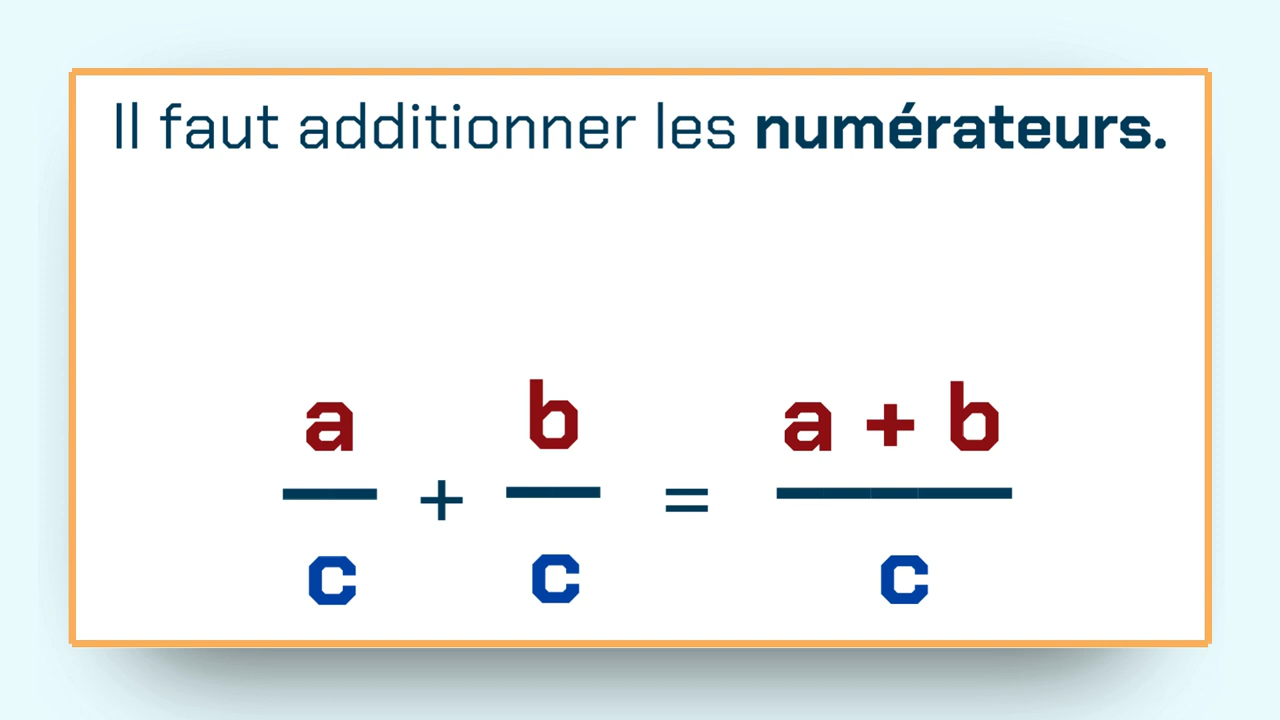 Il faut additionner les numérateurs.
a b a + b
+ =
c c c